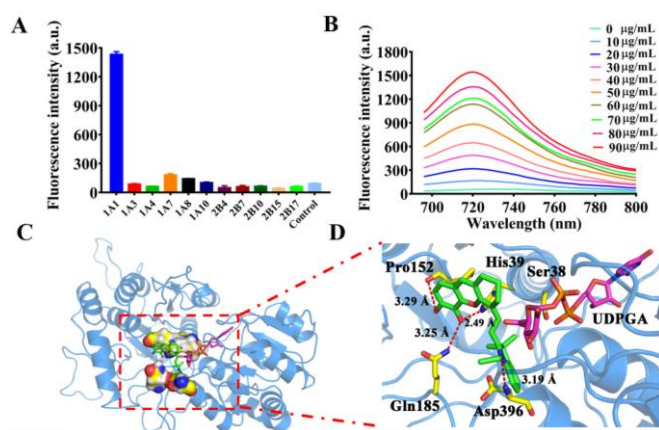 A
Fluorescence intensity (a.u.)
1500
1200
900
600
300
0
1A1
1A3
1A4
1A7
1A8
1A10
2B4
2B7
2B10
2B15
2B17
Control
B
Fluorescence intensity (a.u.)
1800
1500
1200
900
600
300
0
700
720
740
760
780
800
Wavelength (nm)
0 μg/mL
10 μg/mL
20 μg/mL
30 μg/mL
40 μg/mL
50 μg/mL
60 μg/mL
70 μg/mL
80 μg/mL
90 μg/mL
C
D
Pro152
His39
Ser38
3.29 Å
2.49 Å
UDPGA
3.25 Å
3.19 Å
Gln185
Asp396